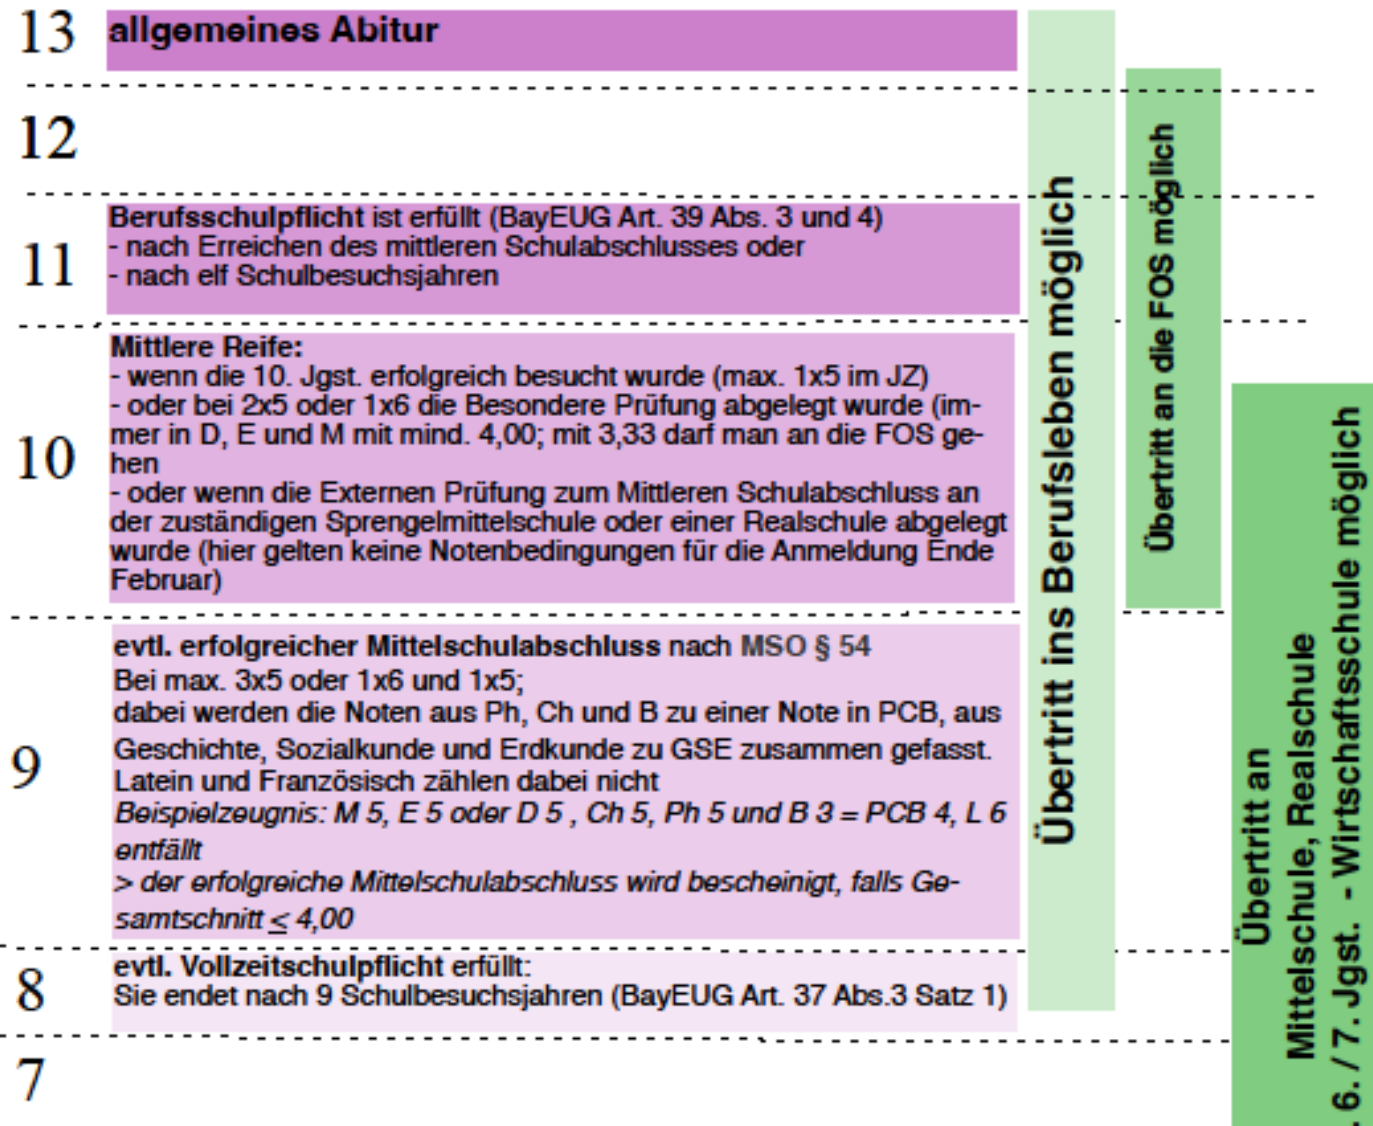 13
allgemeines Abitur
12
11
Berufsschulpflicht ist erfüllt (BayEUG Art. 39 Abs. 3 und 4)
- nach Erreichen des mittleren Schulabschlusses oder
- nach elf Schulbesuchsjahren
10
Mittlere Reife:
- wenn die 10. Jgst. erfolgreich besucht wurde (max. 1x5 im JZ)
- oder bei 2x5 oder 1x6 die Besondere Prüfung abgelegt wurde (im-
mer in D, E und M mit mind. 4,00; mit 3,33 darf man an die FOS ge-
hen
- oder wenn die Externen Prüfung zum Mittleren Schulabschluss an
der zuständigen Sprengelmittelschule oder einer Realschule abgelegt
wurde (hier gelten keine Notenbedingungen für die Anmeldung Ende
Februar)
9
evtl. erfolgreicher Mittelschulabschluss nach MSO § 54
Bei max. 3x5 oder 1x6 und 1x5;
dabei werden die Noten aus Ph, Ch und B zu einer Note in PCB, aus
Geschichte, Sozialkunde und Erdkunde zu GSE zusammen gefasst.
Latein und Französisch zählen dabei nicht
Beispielzeugnis: M 5, E 5 oder D 5 , Ch 5, Ph 5 und B 3 = PCB 4, L 6
entfällt
> der erfolgreiche Mittelschulabschluss wird bescheinigt, falls Ge-
samtschnitt ≤ 4,00
8
evtl. Vollzeitschulpflicht erfüllt:
Sie endet nach 9 Schulbesuchsjahren (BayEUG Art. 37 Abs.3 Satz 1)
7
Übertritt ins Berufsleben möglich
Übertritt an die FOS möglich
Übertritt an
Mittelschule, Realschule
. 6. / 7. Jgst. - Wirtschaftsschule möglich